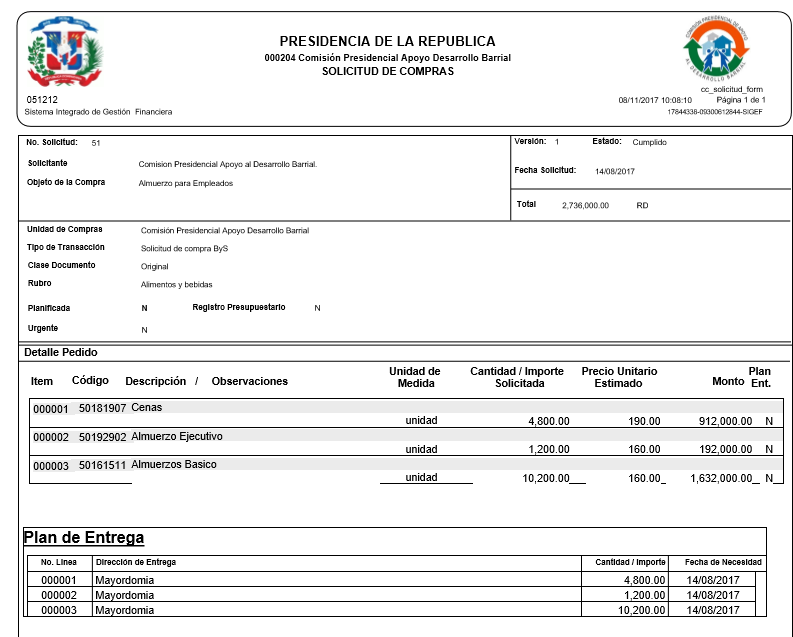 PRESIDENCIA DE LA REPUBLICA
000204 Comisión Presidencial Apoyo Desarrollo Barrial
SOLICITUD DE COMPRAS
COMISIÓN PRESIDENCIAL DE APOYO
AL DESARROLLO BARRIAL
cc_solicitud_form
051212 08/11/2017 10:08:10 Página 1 de 1
Sistema Integrado de Gestión Financiera 17844338-09300612844-SIGEF
No. Solicitud: 51 Versión: 1 Estado: Cumplido
Solicitante Comision Presidencial Apoyo al Desarrollo Barrial.
Fecha Solicitud: 14/08/2017
Objeto de la Compra Almuerzo para Empleados
Total 2,736,000.00 RD
Unidad de Compras Comisión Presidencial Apoyo Desarrollo Barrial
Tipo de Transacción Solicitud de compra ByS
Clase Documento Original
Rubro Alimentos y bebidas
Planificada N Registro Presupuestario N
Urgente N
Detalle Pedido
Item Código Descripción / Observaciones Unidad de Medida Cantidad / Importe Solicitada Precio Unitario Estimado Monto Plan Ent.
000001 50181907 Cenas
unidad 4,800.00 190.00 912,000.00 N
000002 50192902 Almuerzo Ejecutivo
unidad 1,200.00 160.00 192,000.00 N
000003 50161511 Almuerzos Basico
unidad 10,200.00 160.00 1,632,000.00 N
Plan de Entrega
No. Linea Dirección de Entrega Cantidad / Importe Fecha de Necesidad
000001 Mayordomia 4,800.00 14/08/2017
000002 Mayordomia 1,200.00 14/08/2017
000003 Mayordomia 10,200.00 14/08/2017